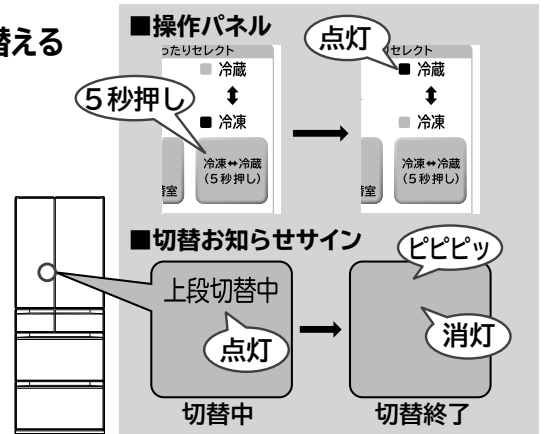 替える
■操作パネル
ったりセレクト
冷蔵
冷凍
5秒押し
冷凍↔冷蔵
(5秒押し)
室
点灯
リセレクト
冷蔵
冷凍
冷凍↔冷蔵
(5秒押し)
室
■切替お知らせサイン
上段切替中
点灯
切替中
ピピピッ
消灯
切替終了